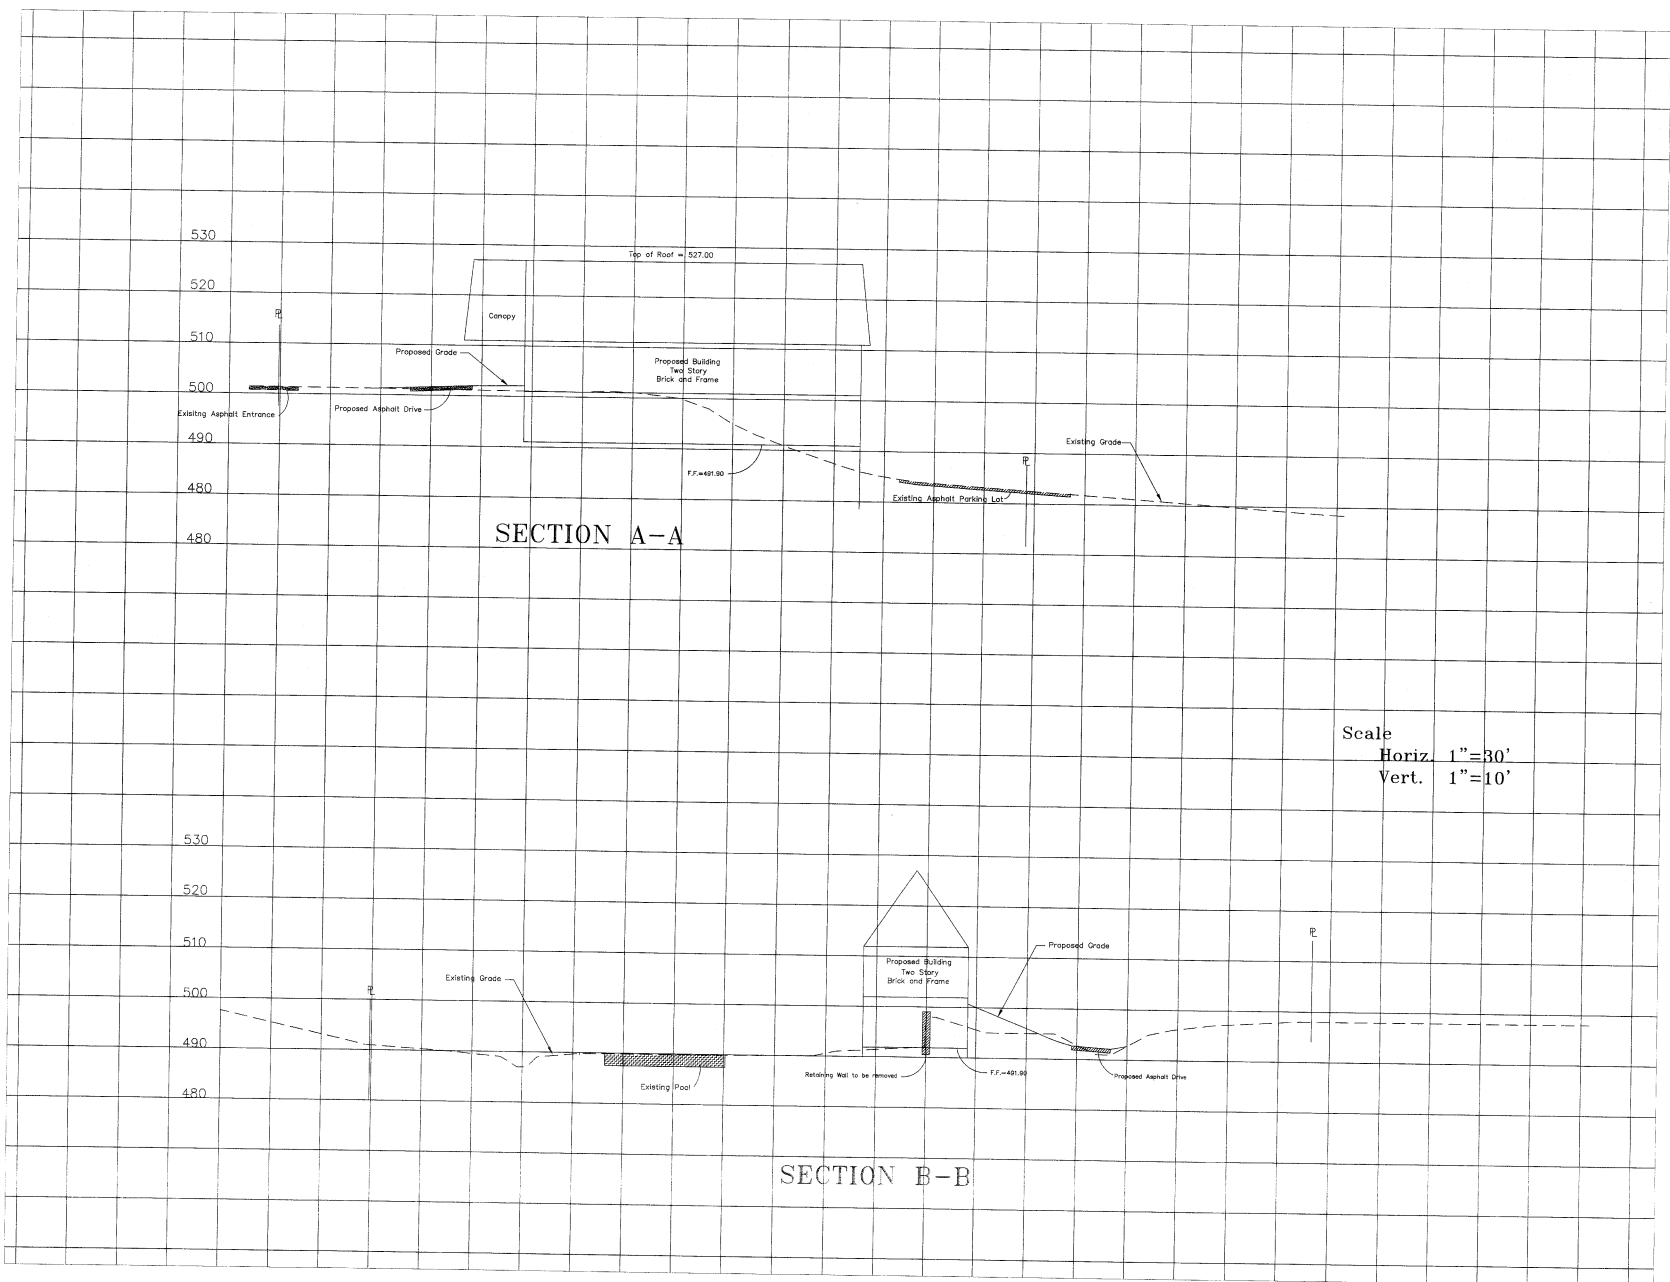 530
Top of Roof = 527.00
520
℄
510
Canopy
Proposed Grade
Proposed Building
Two Story
Brick and Frame
500
Exisitng Asphalt Entrance
Proposed Asphalt Drive
490
Existing Grade
F.F.=491.90
℄
480
Existing Asphalt Parking Lot
SECTION A-A
480
Scale
Horiz. 1"=30'
Vert. 1"=10'
530
520
510
Proposed Grade
Proposed Building
Two Story
Brick and Frame
Existing Grade
500
490
Retaining Wall to be removed
F.F.=491.90
Proposed Asphalt Drive
Existing Pool
480
SECTION B-B